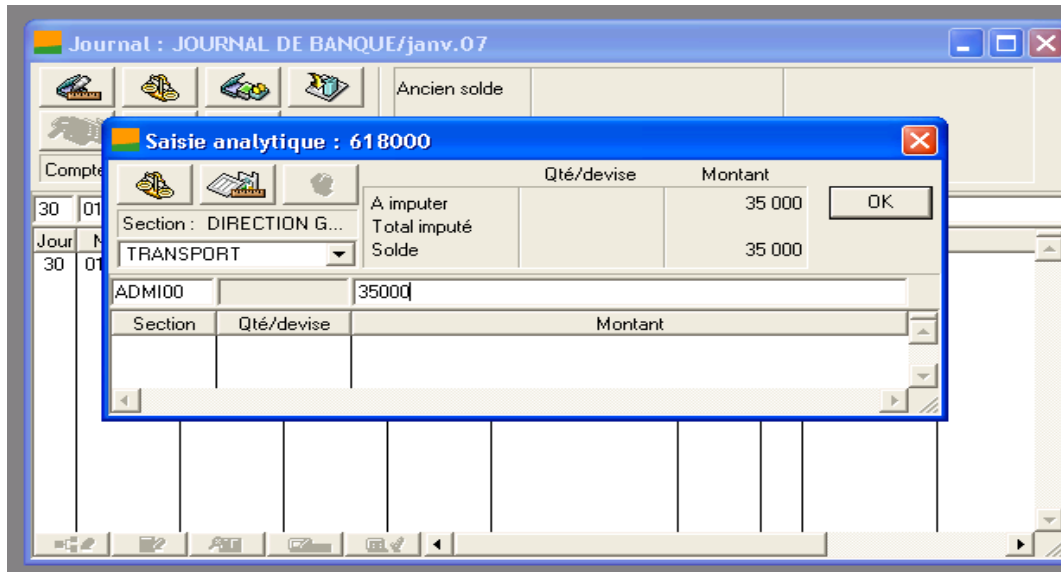 Journal : JOURNAL DE BANQUE/janv.07
Ancien solde
Compte
Saisie analytique : 618000
Qté/devise Montant
A imputer 35 000 OK
Section : DIRECTION G...
Total imputé
TRANSPORT
Solde 35 000
30 01
ADMI00 35000
Jour N
30 01
Section Qté/devise Montant